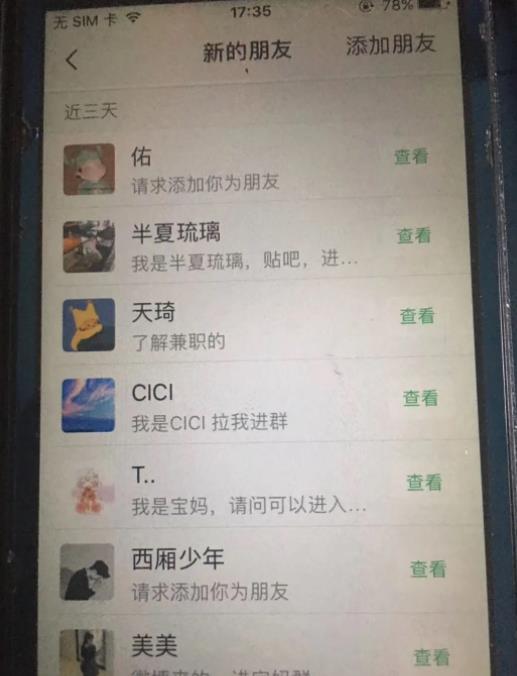 无 SIM 卡 17:35 78%
新的朋友 添加朋友
近三天
佑
请求添加你为朋友 查看
半夏琉璃
我是半夏琉璃，贴吧，进... 查看
天琦
了解兼职的 查看
CICI
我是CICI 拉我进群 查看
T..
我是宝妈，请问可以进入... 查看
西厢少年
请求添加你为朋友 查看
美美
查看